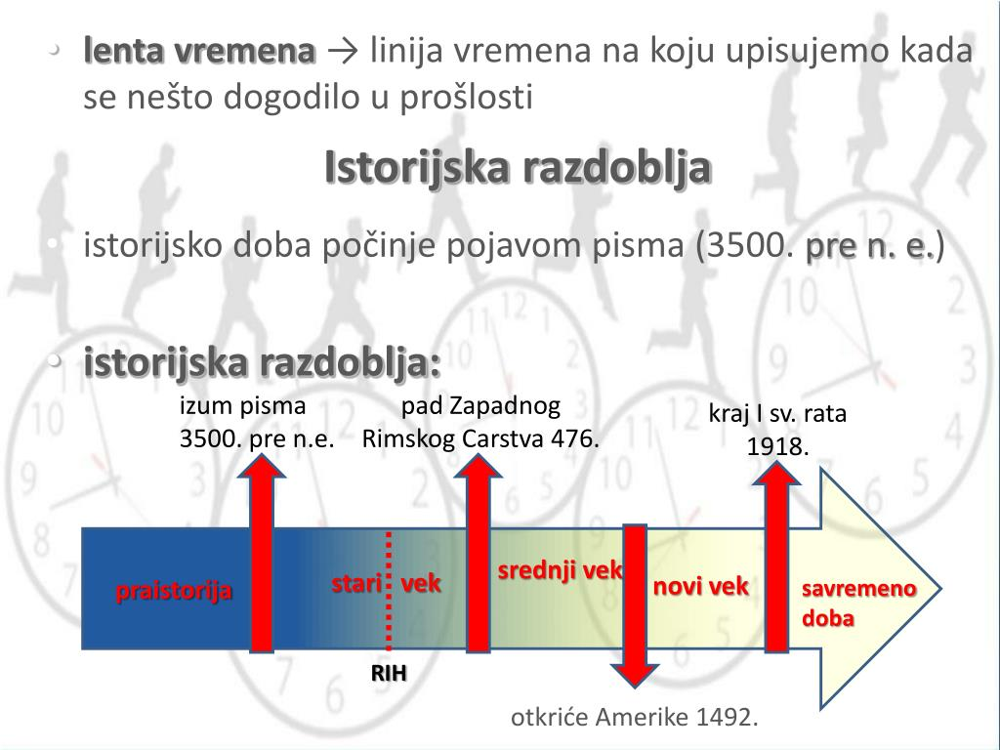 • lenta vremena → linija vremena na koju upisujemo kada
se nešto dogodilo u prošlosti
Istorijska razdoblja
• istorijsko doba počinje pojavom pisma (3500. pre n. e.)
• istorijska razdoblja:
izum pisma
3500. pre n.e.
pad Zapadnog
Rimskog Carstva 476.
kraj I sv. rata
1918.
praistorija
stari vek
srednji vek
novi vek
savremeno
doba
RIH
otkriće Amerike 1492.